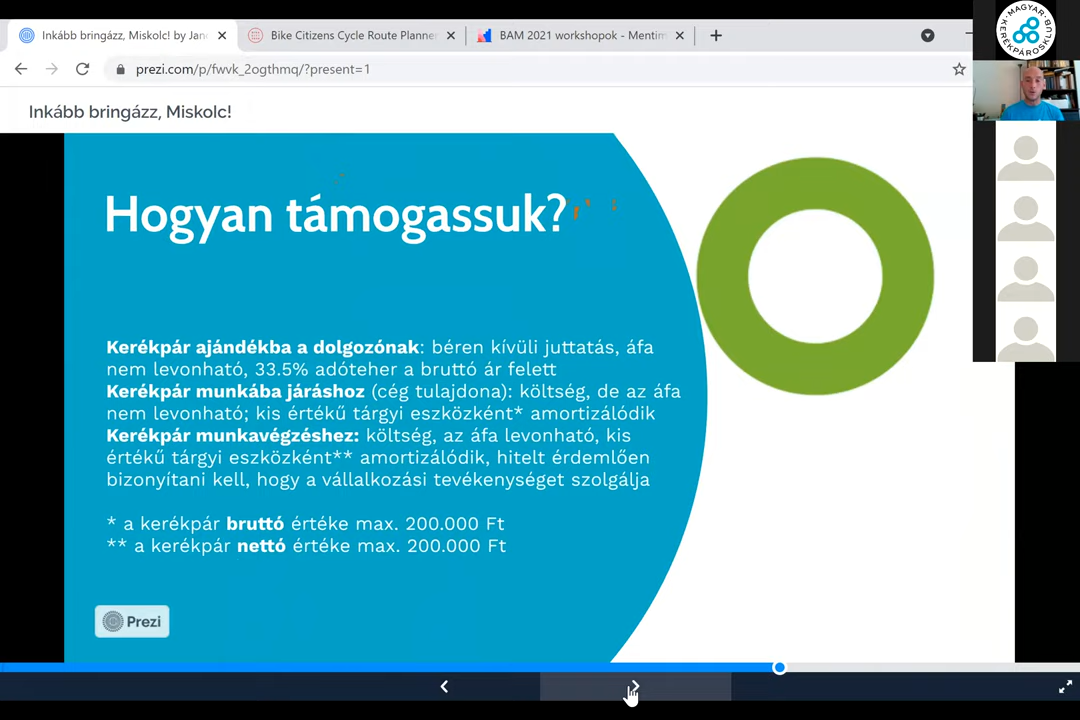 Inkább bringázz, Miskolc! by Jano
Bike Citizens Cycle Route Planner
BAM 2021 workshopok - Mentim
prezi.com/p/fwvk_2ogthmq/?present=1
MAGYAR KERÉKPÁROSKLUB
Inkább bringázz, Miskolc!
Hogyan támogassuk?
Kerékpár ajándékba a dolgozónak: béren kívüli juttatás, áfa
nem levonható, 33.5% adóteher a bruttó ár felett
Kerékpár munkába járáshoz (cég tulajdona): költség, de az áfa
nem levonható; kis értékű tárgyi eszközként* amortizálódik
Kerékpár munkavégzéshez: költség, az áfa levonható, kis
értékű tárgyi eszközként** amortizálódik, hitelt érdemlően
bizonyítani kell, hogy a vállalkozási tevékenységet szolgálja
* a kerékpár bruttó értéke max. 200.000 Ft
** a kerékpár nettó értéke max. 200.000 Ft
Prezi